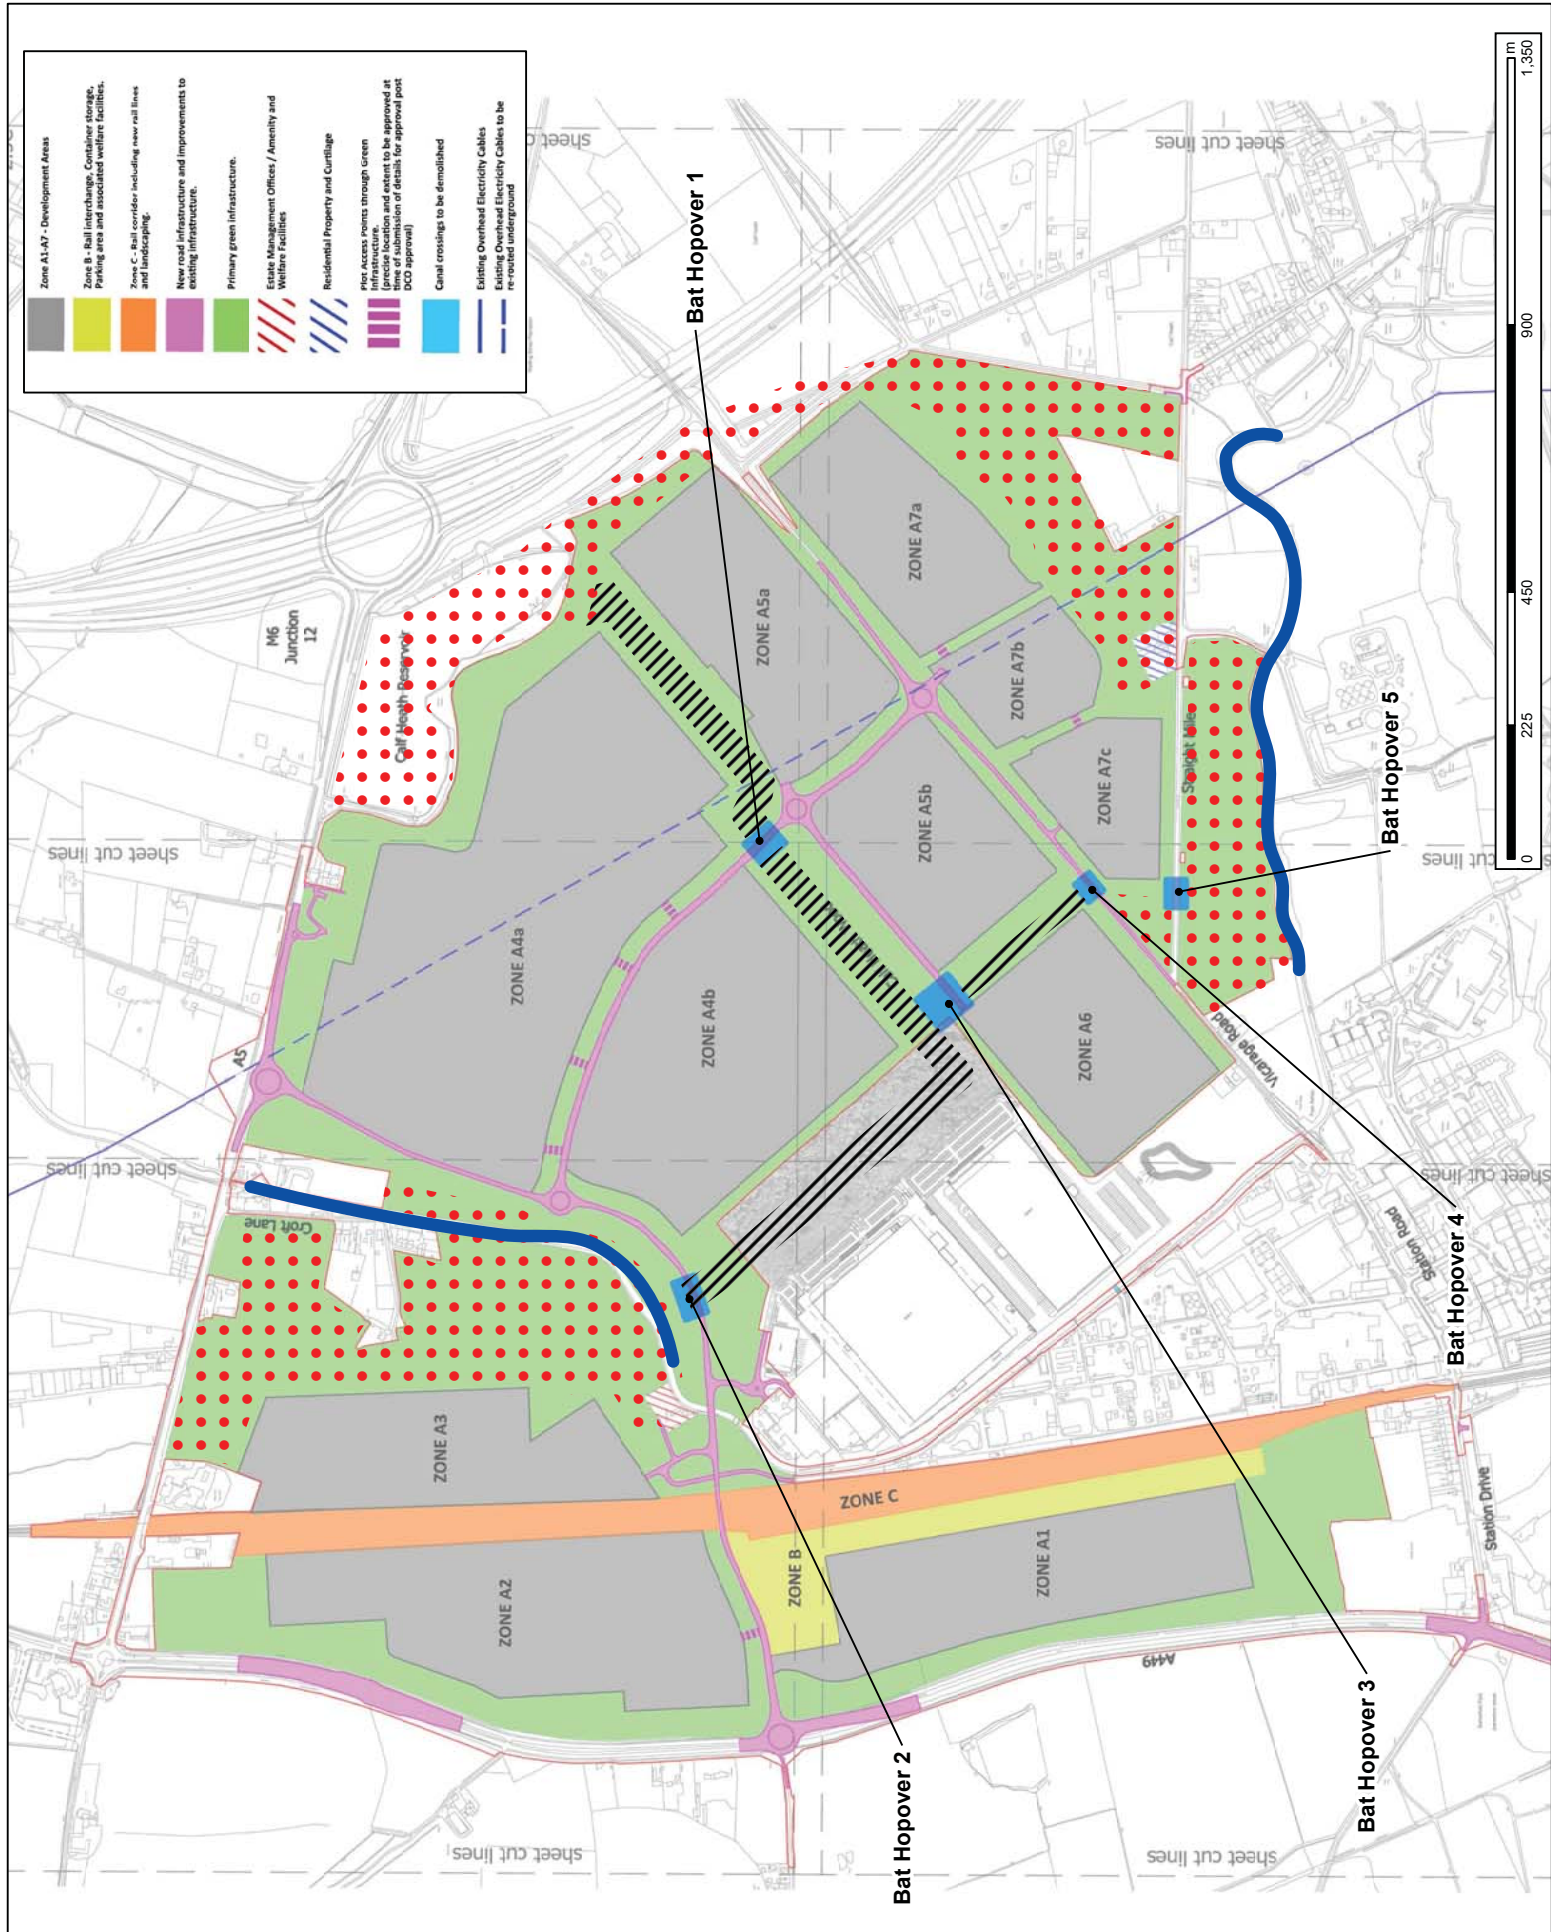 Zone A1-A7 - Development Areas
Zone B - Rail interchange, Container storage,
Parking area and associated welfare facilities.
Zone C - Rail corridor including new rail lines
and landscaping.
New road infrastructure and improvements to
existing infrastructure.
Primary green infrastructure.
Estate Management Offices / Amenity and
Welfare Facilities
Residential Property and Curtilage
Plot Access Points through Green
Infrastructure.
(precise location and extent to be approved at
time of submission of details for approval post
DCO approval)
Canal crossings to be demolished
Existing Overhead Electricity Cables
Existing Overhead Electricity Cables to be
re-routed underground
sheet c
sheet cut lines
Bat Hopover 1
M6
Junction
12
Calf Heath Reservoir
ZONE A5a
ZONE A7a
ZONE A7b
ZONE A7c
Straight Mile
Bat Hopover 5
sheet cut lines
cut lines
ZONE A4a
ZONE A4b
ZONE A5b
ZONE A6
A5
Vicarage Road
sheet cut lines
sheet cut lines
Croft Lane
Station Road
Bat Hopover 4
ZONE A3
ZONE C
ZONE A2
ZONE B
ZONE A1
Station Drive
A449
Bat Hopover 2
Bat Hopover 3
sheet cut lines
sheet cut lines
0
225
450
900
1,350
m